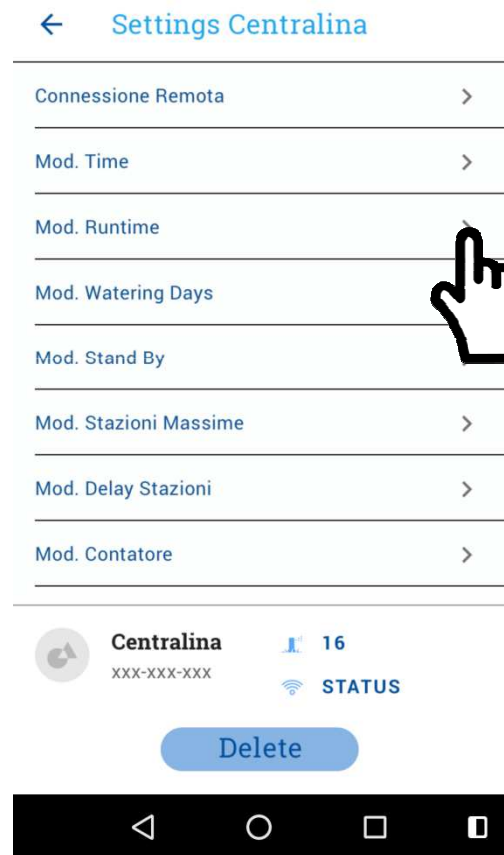 Settings Centralina
Connessione Remota
Mod. Time
Mod. Runtime
Mod. Watering Days
Mod. Stand By
Mod. Stazioni Massime
Mod. Delay Stazioni
Mod. Contatore
Centralina
16
xxx-xxx-xxx
STATUS
Delete